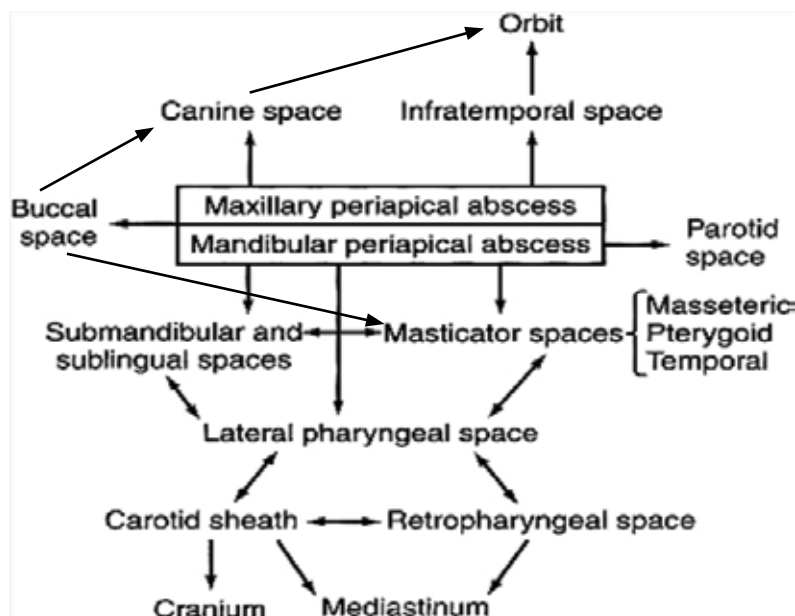 Orbit
Canine space
Infratemporal space
Maxillary periapical abscess
Buccal
space
Mandibular periapical abscess
Parotid
space
Submandibular and
sublingual spaces
Masticator spaces
Masseteric
Pterygoid
Temporal
Lateral pharyngeal space
Carotid sheath
Retropharyngeal space
Cranium
Mediastinum